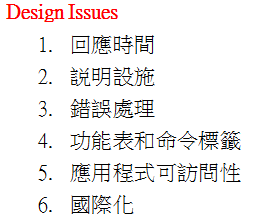 Design Issues
1. 回應時間
2. 說明設施
3. 錯誤處理
4. 功能表和命令標籤
5. 應用程式可訪問性
6. 國際化